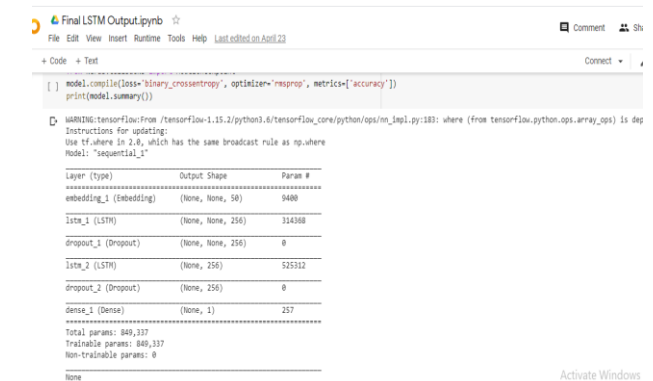 Final LSTM Output.ipynb
File Edit View Insert Runtime Tools Help Last edited on April 23
Comment
+ Code + Text
Connect
[ ] model.compile(loss='binary_crossentropy', optimizer='rmsprop', metrics=['accuracy'])
print(model.summary())
WARNING:tensorflow:From /tensorflow-1.15.2/python3.6/tensorflow_core/python/ops/nn_impl.py:183: where (from tensorflow.python.ops.array_ops) is dep
Instructions for updating:
Use tf.where in 2.0, which has the same broadcast rule as np.where
Model: "sequential_1"
Layer (type) Output Shape Param #
embedding_1 (Embedding) (None, None, 50) 9400
lstm_1 (LSTM) (None, None, 256) 314368
dropout_1 (Dropout) (None, None, 256) 0
lstm_2 (LSTM) (None, 256) 525312
dropout_2 (Dropout) (None, 256) 0
dense_1 (Dense) (None, 1) 257
Total params: 849,337
Trainable params: 849,337
Non-trainable params: 0
None
Activate Windows